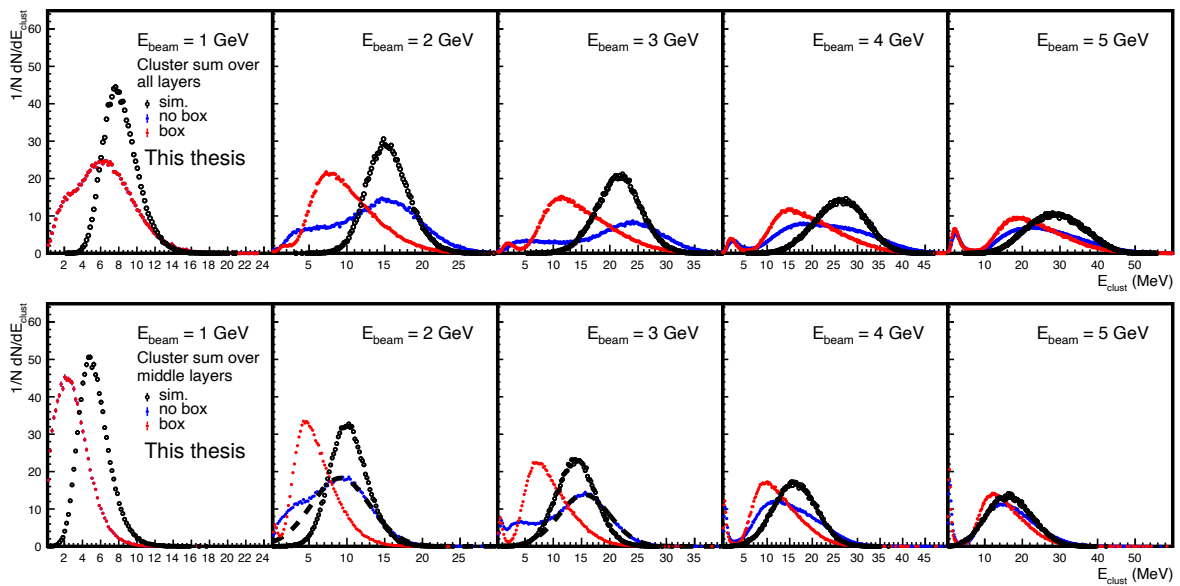 1/N dN/dE_clust
60
50
40
30
20
10
0
E_beam = 1 GeV
Cluster sum over
all layers
sim.
no box
box
This thesis
E_beam = 2 GeV
E_beam = 3 GeV
E_beam = 4 GeV
E_beam = 5 GeV
2 4 6 8 10 12 14 16 18 20 22 24
5 10 15 20 25
5 10 15 20 25 30 35
5 10 15 20 25 30 35 40 45
10 20 30 40 50
E_clust (MeV)
1/N dN/dE_clust
60
50
40
30
20
10
0
E_beam = 1 GeV
Cluster sum over
middle layers
sim.
no box
box
This thesis
E_beam = 2 GeV
E_beam = 3 GeV
E_beam = 4 GeV
E_beam = 5 GeV
2 4 6 8 10 12 14 16 18 20 22 24
5 10 15 20 25
5 10 15 20 25 30 35
5 10 15 20 25 30 35 40 45
10 20 30 40 50
E_clust (MeV)